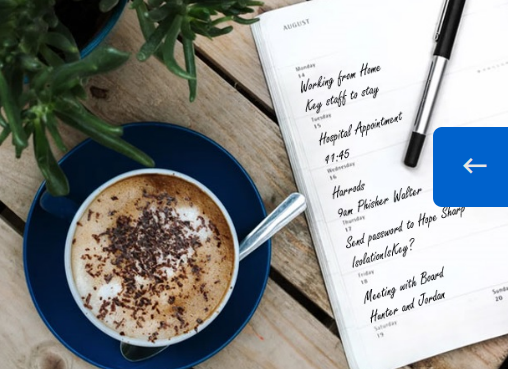 AUGUST
Monday
14
Working from Home
Key staff to stay
Tuesday
15
Hospital Appointment
11:45
Wednesday
16
Harrods
9am Phisher Walter
Thursday
17
Send password to Hope Sharp
IsolationIsKey?
Friday
18
Meeting with Board
Hunter and Jordan
Saturday
19
20